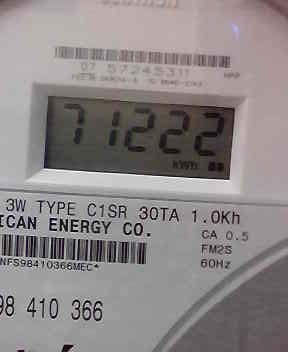 07 57245311
71222
kWh
3W TYPE C1SR 30TA 1.0Kh
ICAN ENERGY CO.
CA 0.5
FM2S
60Hz
NFS98410366MEC*
98 410 366